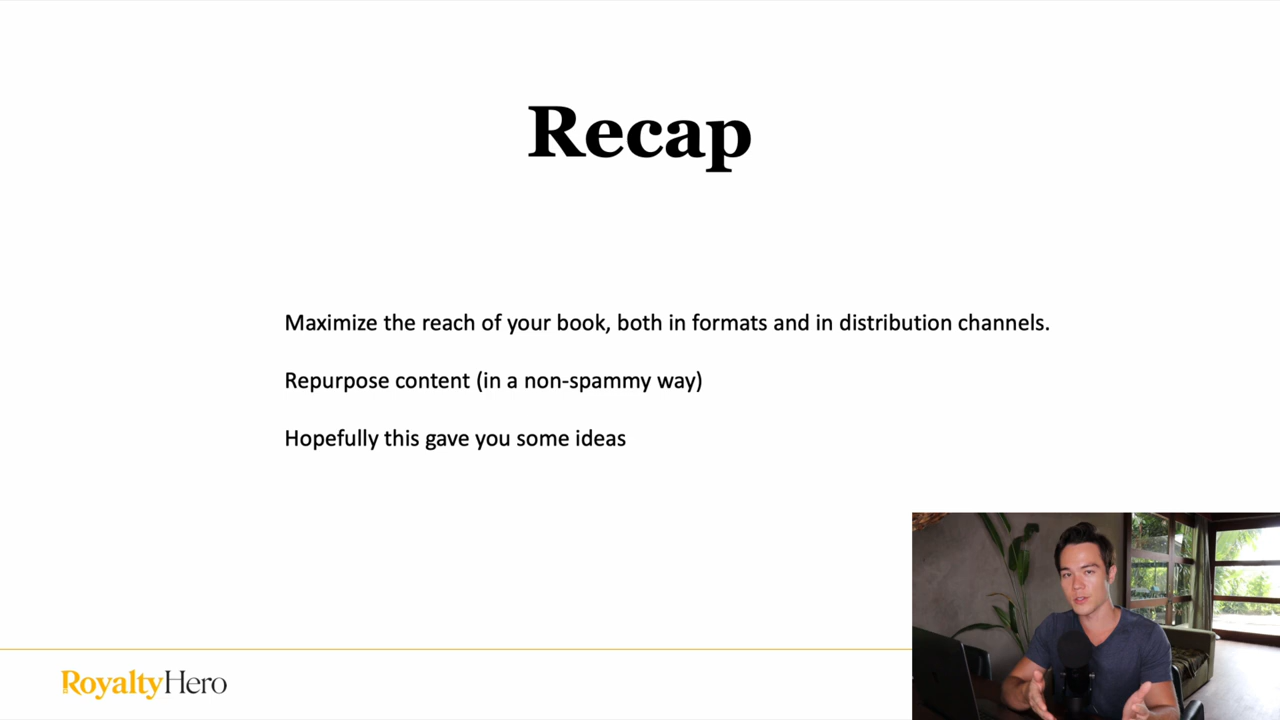 Recap
Maximize the reach of your book, both in formats and in distribution channels.
Repurpose content (in a non-spammy way)
Hopefully this gave you some ideas
RoyaltyHero